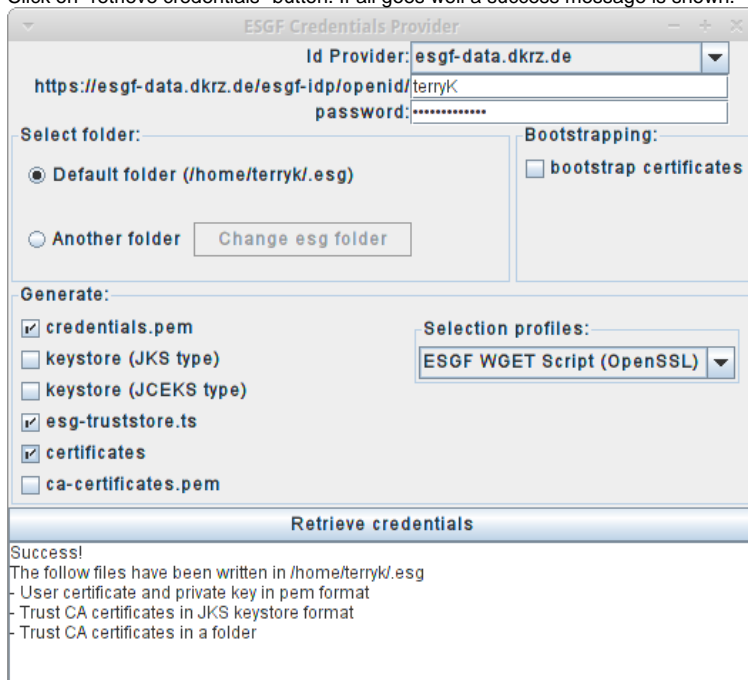 Click on "retrieve credentials" button. If all goes well a success message is shown.
ESGF Credentials Provider
Id Provider: esgf-data.dkrz.de
https://esgf-data.dkrz.de/esgf-idp/openid/ terryK
password: •••••••••••••
Select folder:
Bootstrapping:
Default folder (/home/terryk/.esg)
bootstrap certificates
Another folder
Change esg folder
Generate:
credentials.pem
Selection profiles:
keystore (JKS type)
ESGF WGET Script (OpenSSL)
keystore (JCEKS type)
esg-truststore.ts
certificates
ca-certificates.pem
Retrieve credentials
Success!
The follow files have been written in /home/terryk/.esg
- User certificate and private key in pem format
- Trust CA certificates in JKS keystore format
- Trust CA certificates in a folder